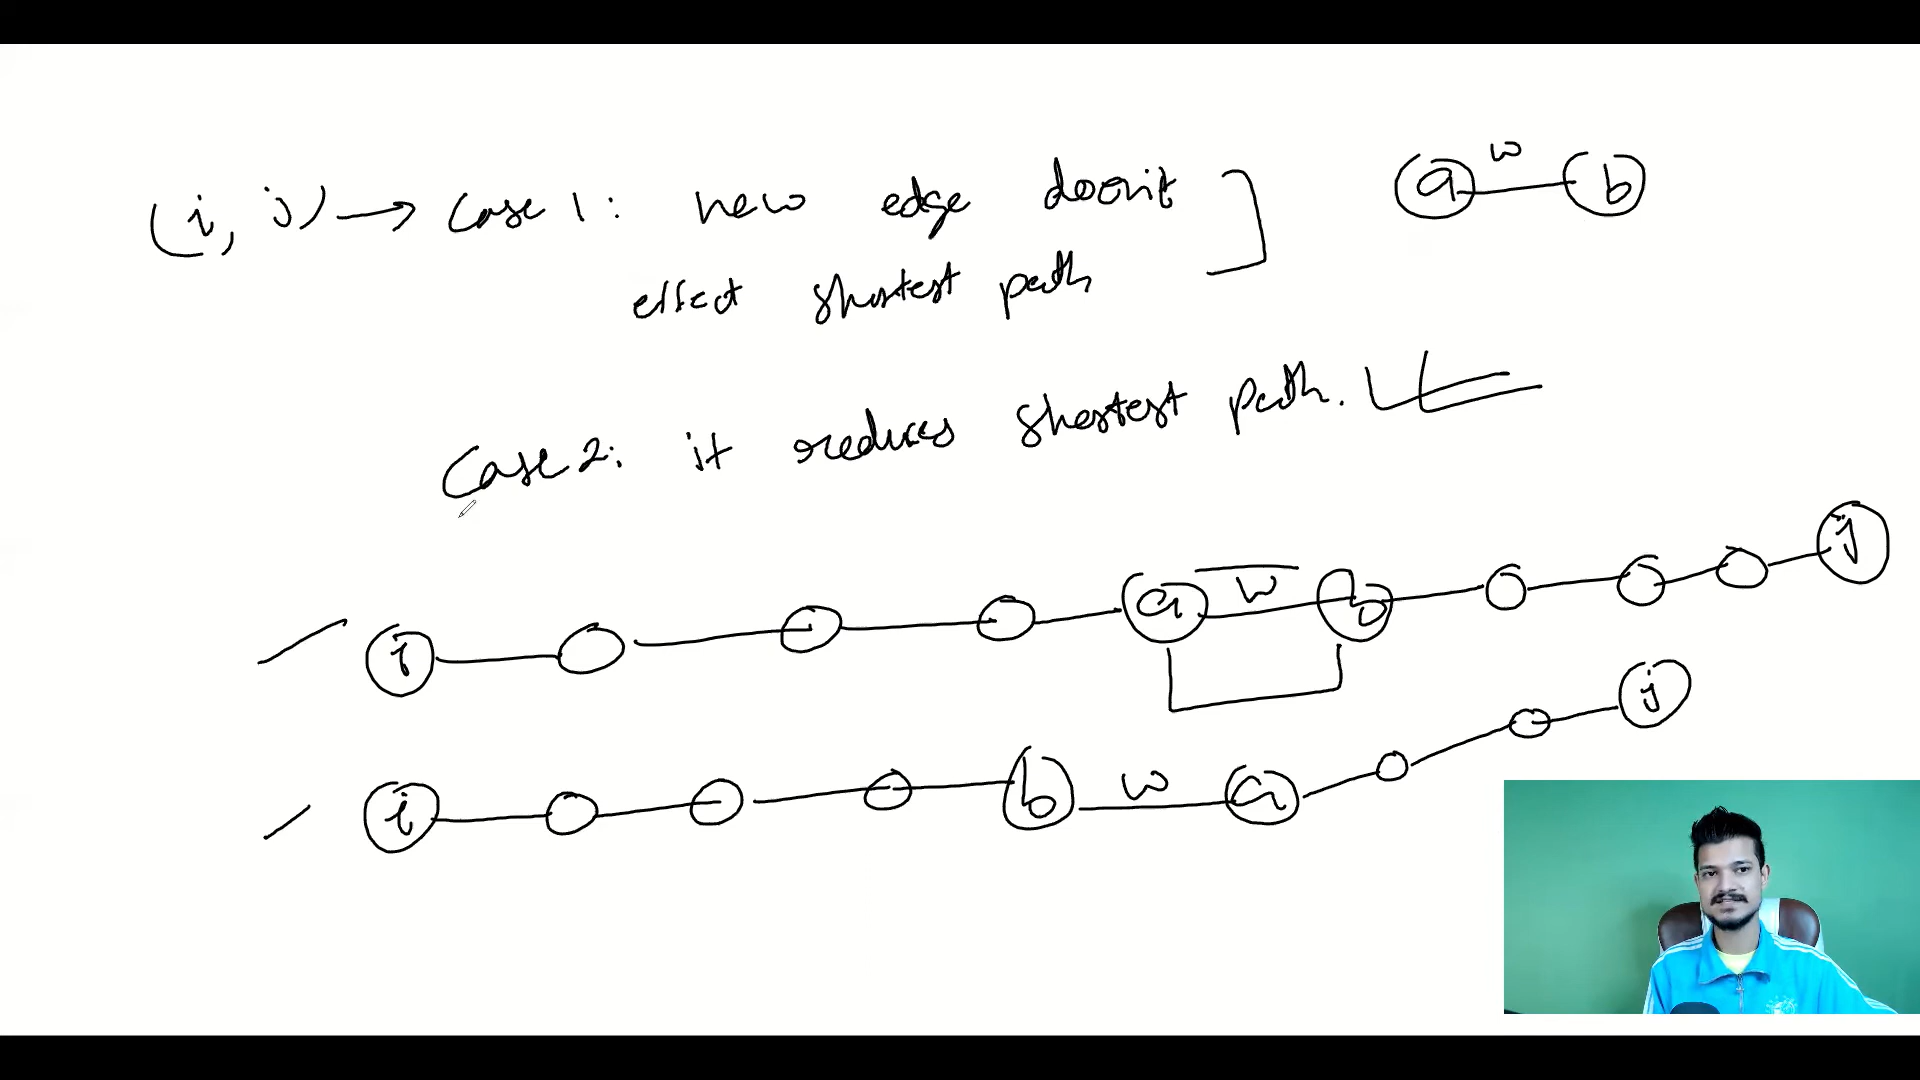 (i, j) → Case 1: new edge doesn't
effect shortest path
a w b
Case 2: it reduces shortest path.
i a w b j
i b w a j